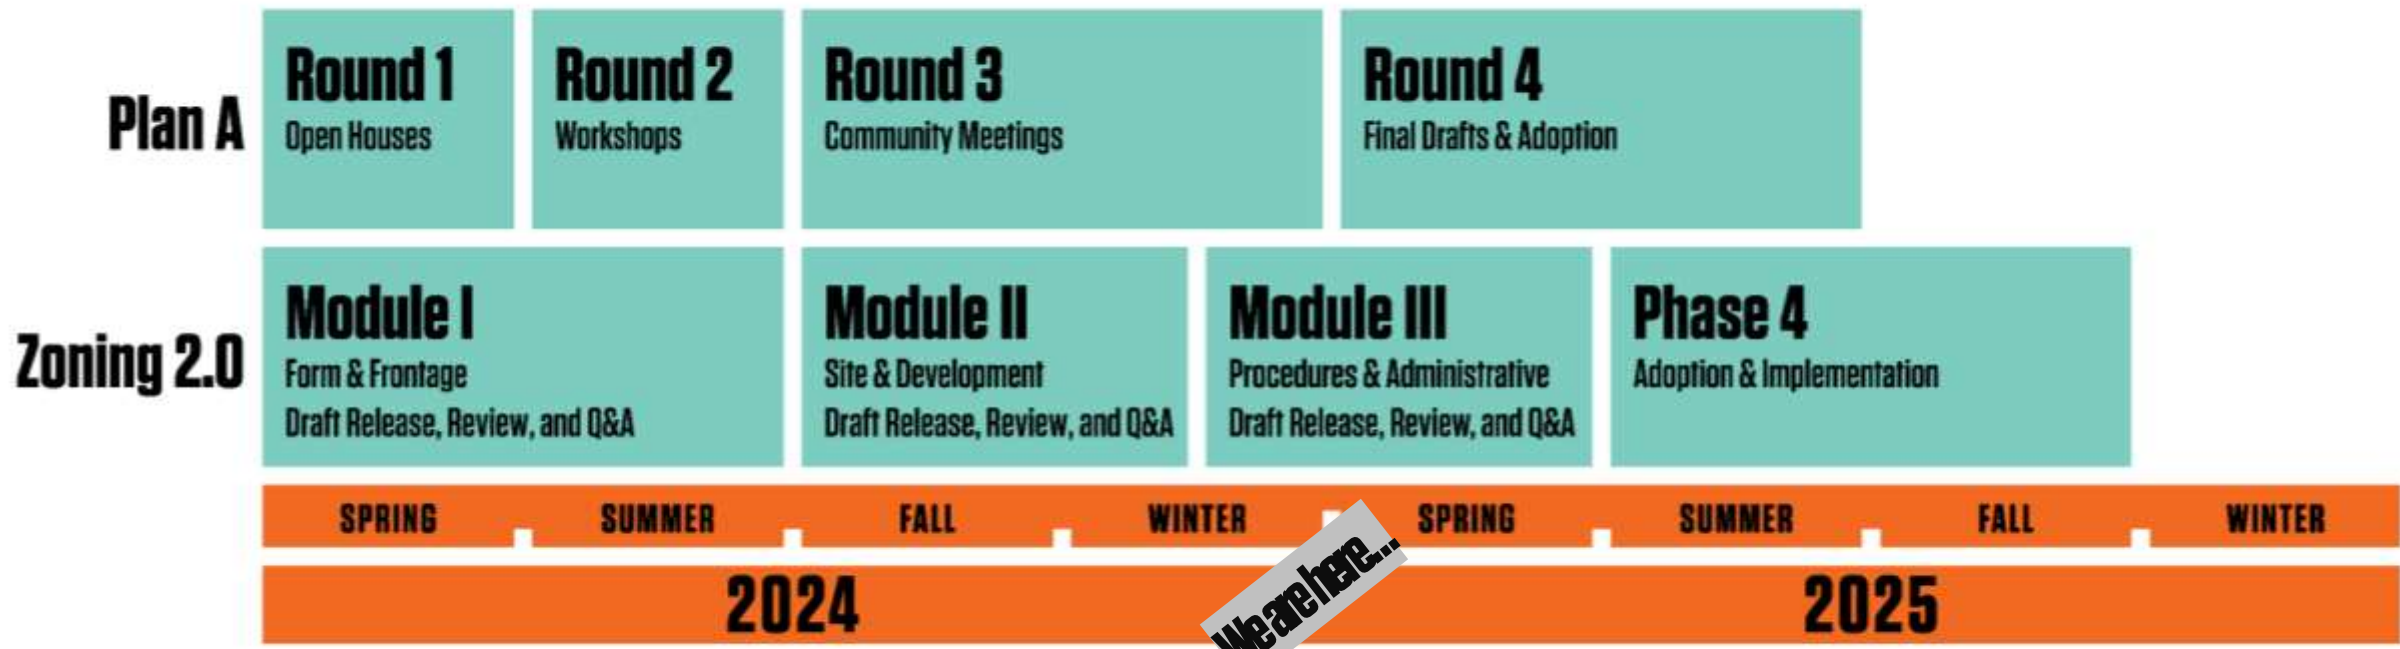 Plan A
Round 1
Open Houses
Round 2
Workshops
Round 3
Community Meetings
Round 4
Final Drafts & Adoption
Zoning 2.0
Module I
Form & Frontage
Draft Release, Review, and Q&A
Module II
Site & Development
Draft Release, Review, and Q&A
Module III
Procedures & Administrative
Draft Release, Review, and Q&A
Phase 4
Adoption & Implementation
SPRING SUMMER FALL WINTER SPRING SUMMER FALL WINTER
2024 2025
We are here...